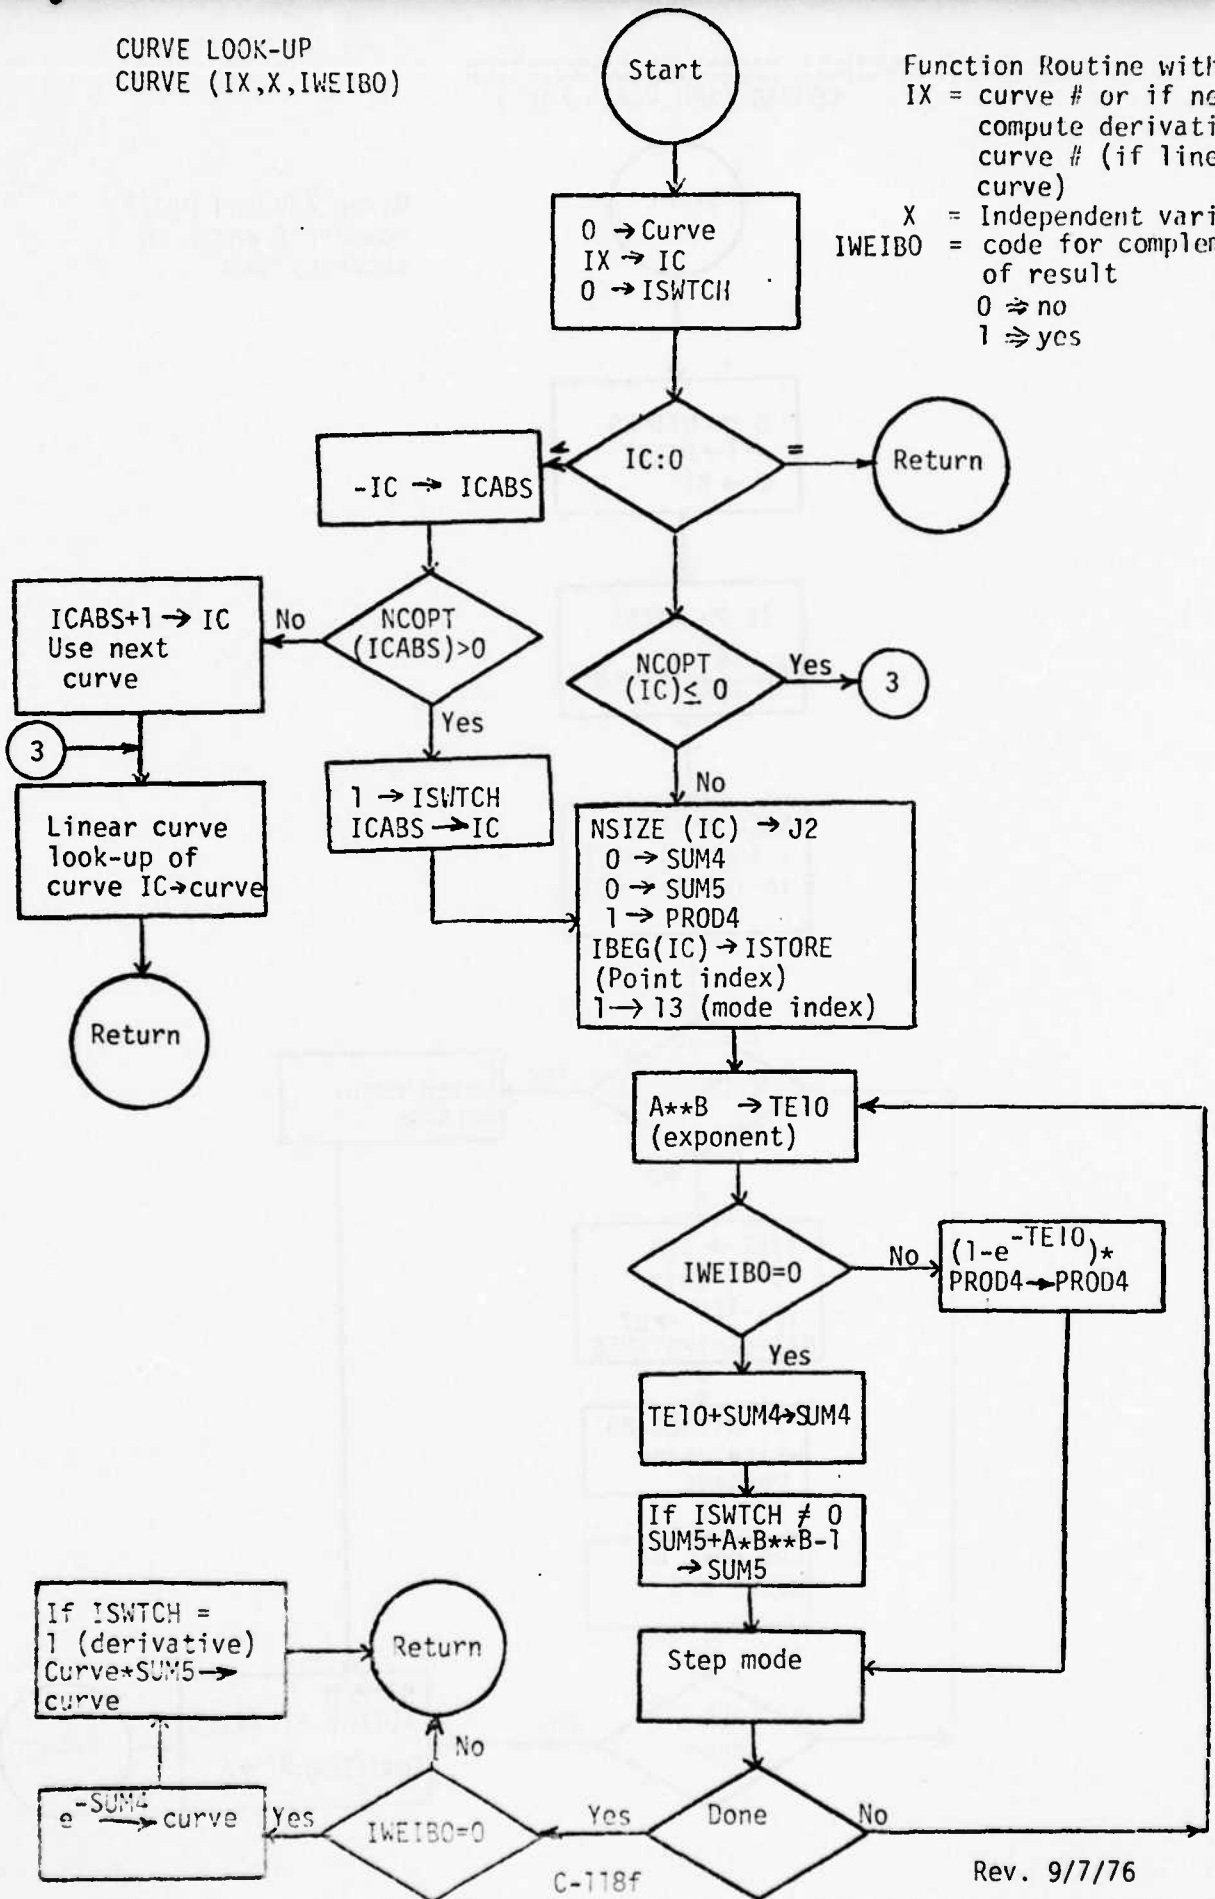 CURVE LOOK-UP
CURVE (IX,X,IWEIBO)
Start
Function Routine with
IX = curve # or if ne
compute derivati
curve # (if line
curve)
X = Independent vari
IWEIBO = code for complem
of result
0 ⇒ no
1 ⇒ yes
0 → Curve
IX → IC
0 → ISWTCH
IC:0
=
Return
-IC → ICABS
NCOPT
(ICABS)>0
No
Yes
ICABS+1 → IC
Use next
curve
3
NCOPT
(IC)≤ 0
Yes
3
No
1 → ISWTCH
ICABS → IC
Linear curve
look-up of
curve IC→curve
Return
NSIZE (IC) → J2
0 → SUM4
0 → SUM5
1 → PROD4
IBEG(IC) → ISTORE
(Point index)
1→ 13 (mode index)
A**B → TE10
(exponent)
IWEIBO=0
No
(1-e^-TE10)*
PROD4→PROD4
Yes
TE10+SUM4→SUM4
If ISWTCH ≠ 0
SUM5+A*B**B-1
→ SUM5
Step mode
Done
No
Yes
IWEIBO=0
No
Return
Yes
e^-SUM4 → curve
If ISWTCH =
1 (derivative)
Curve*SUM5→
curve
C-118f
Rev. 9/7/76